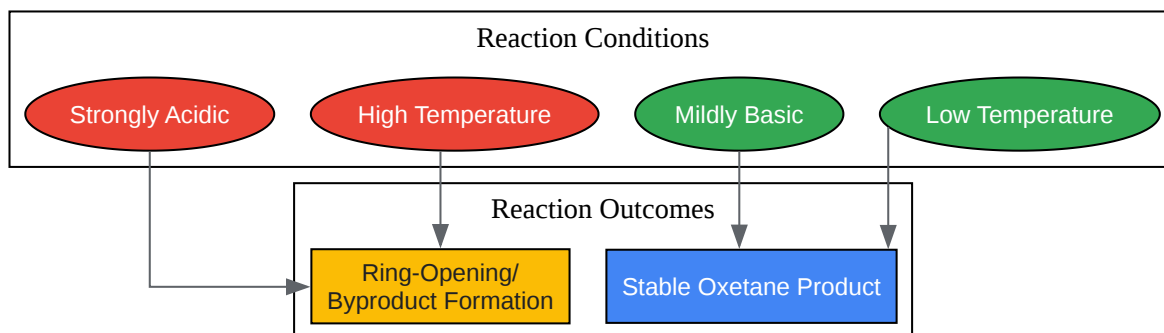 Reaction Conditions
Strongly Acidic
High Temperature
Mildly Basic
Low Temperature
Reaction Outcomes
Ring-Opening/
Byproduct Formation
Stable Oxetane Product